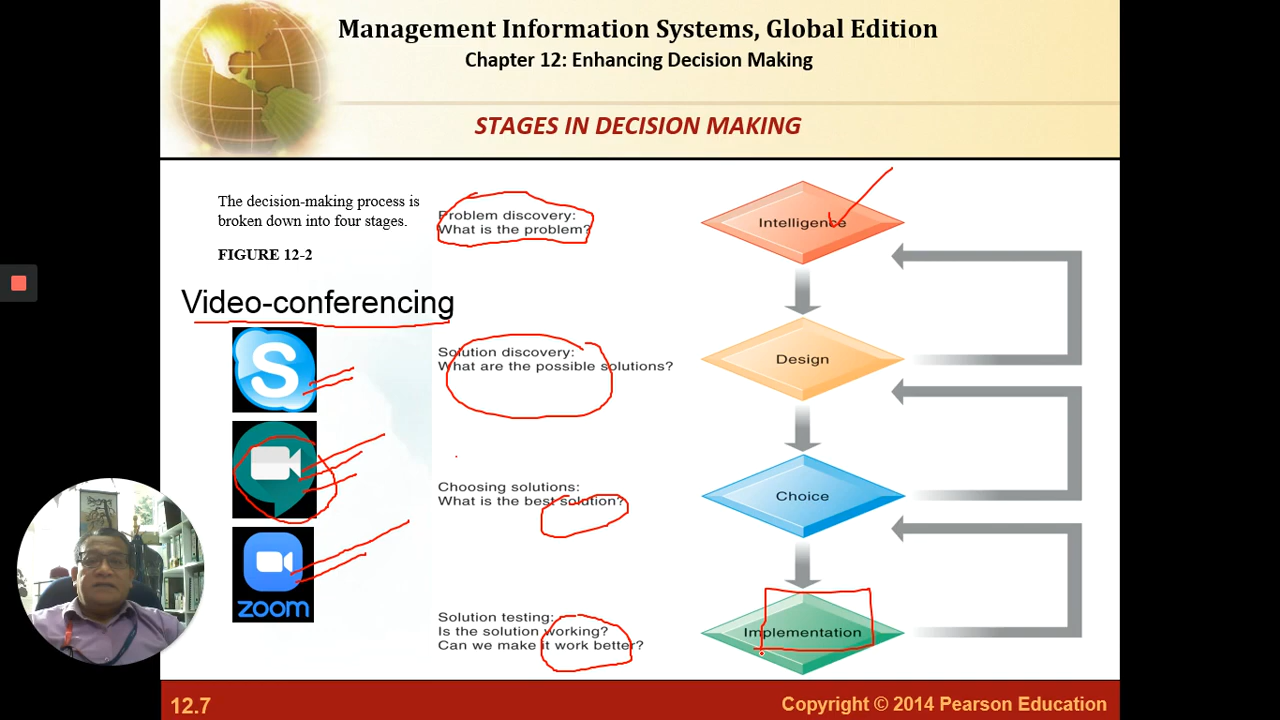 Management Information Systems, Global Edition
Chapter 12: Enhancing Decision Making
STAGES IN DECISION MAKING
The decision-making process is
broken down into four stages.
FIGURE 12-2
Video-conferencing
S
zoom
Problem discovery:
What is the problem?
Solution discovery:
What are the possible solutions?
Choosing solutions:
What is the best solution?
Solution testing:
Is the solution working?
Can we make it work better?
Intelligence
Design
Choice
Implementation
12.7
Copyright © 2014 Pearson Education